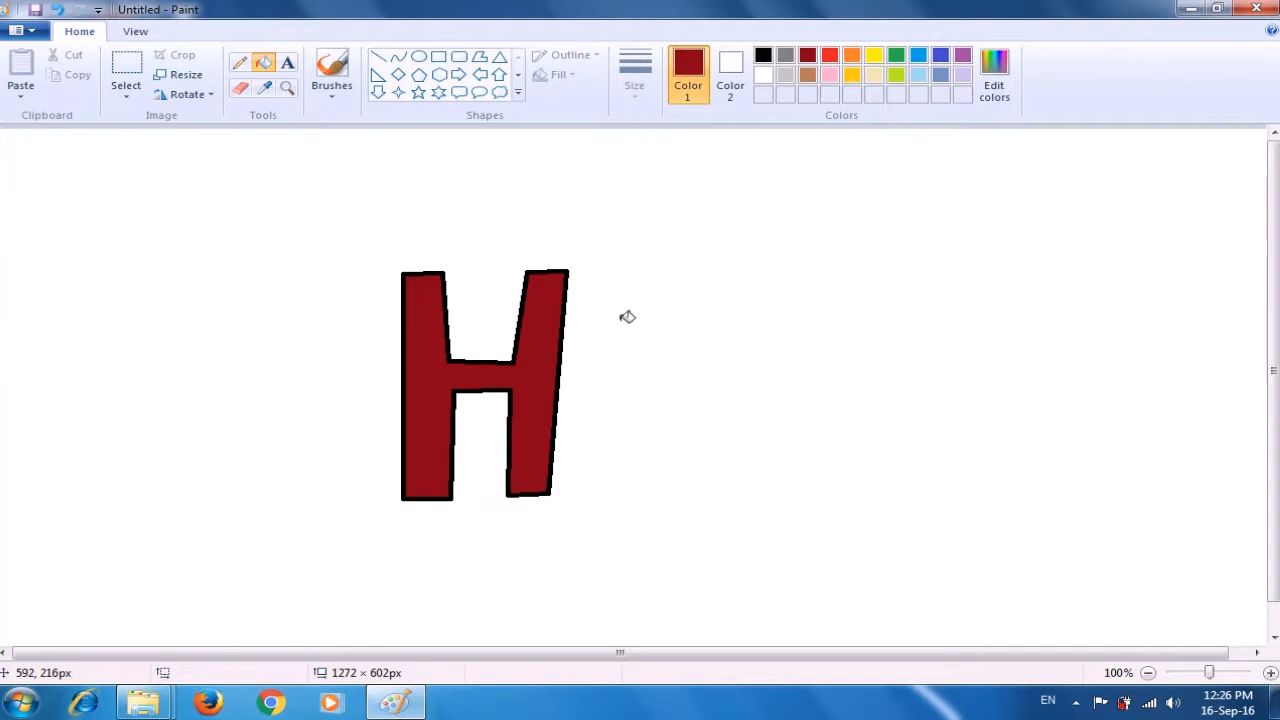 Untitled - Paint
Home View
Paste
Cut
Copy
Clipboard
Select
Crop
Resize
Rotate
Image
A
Tools
Brushes
Outline
Fill
Shapes
Size
Color
1
Color
2
Edit
colors
Colors
H
592, 216px
1272 × 602px
100%
EN
12:26 PM
16-Sep-16